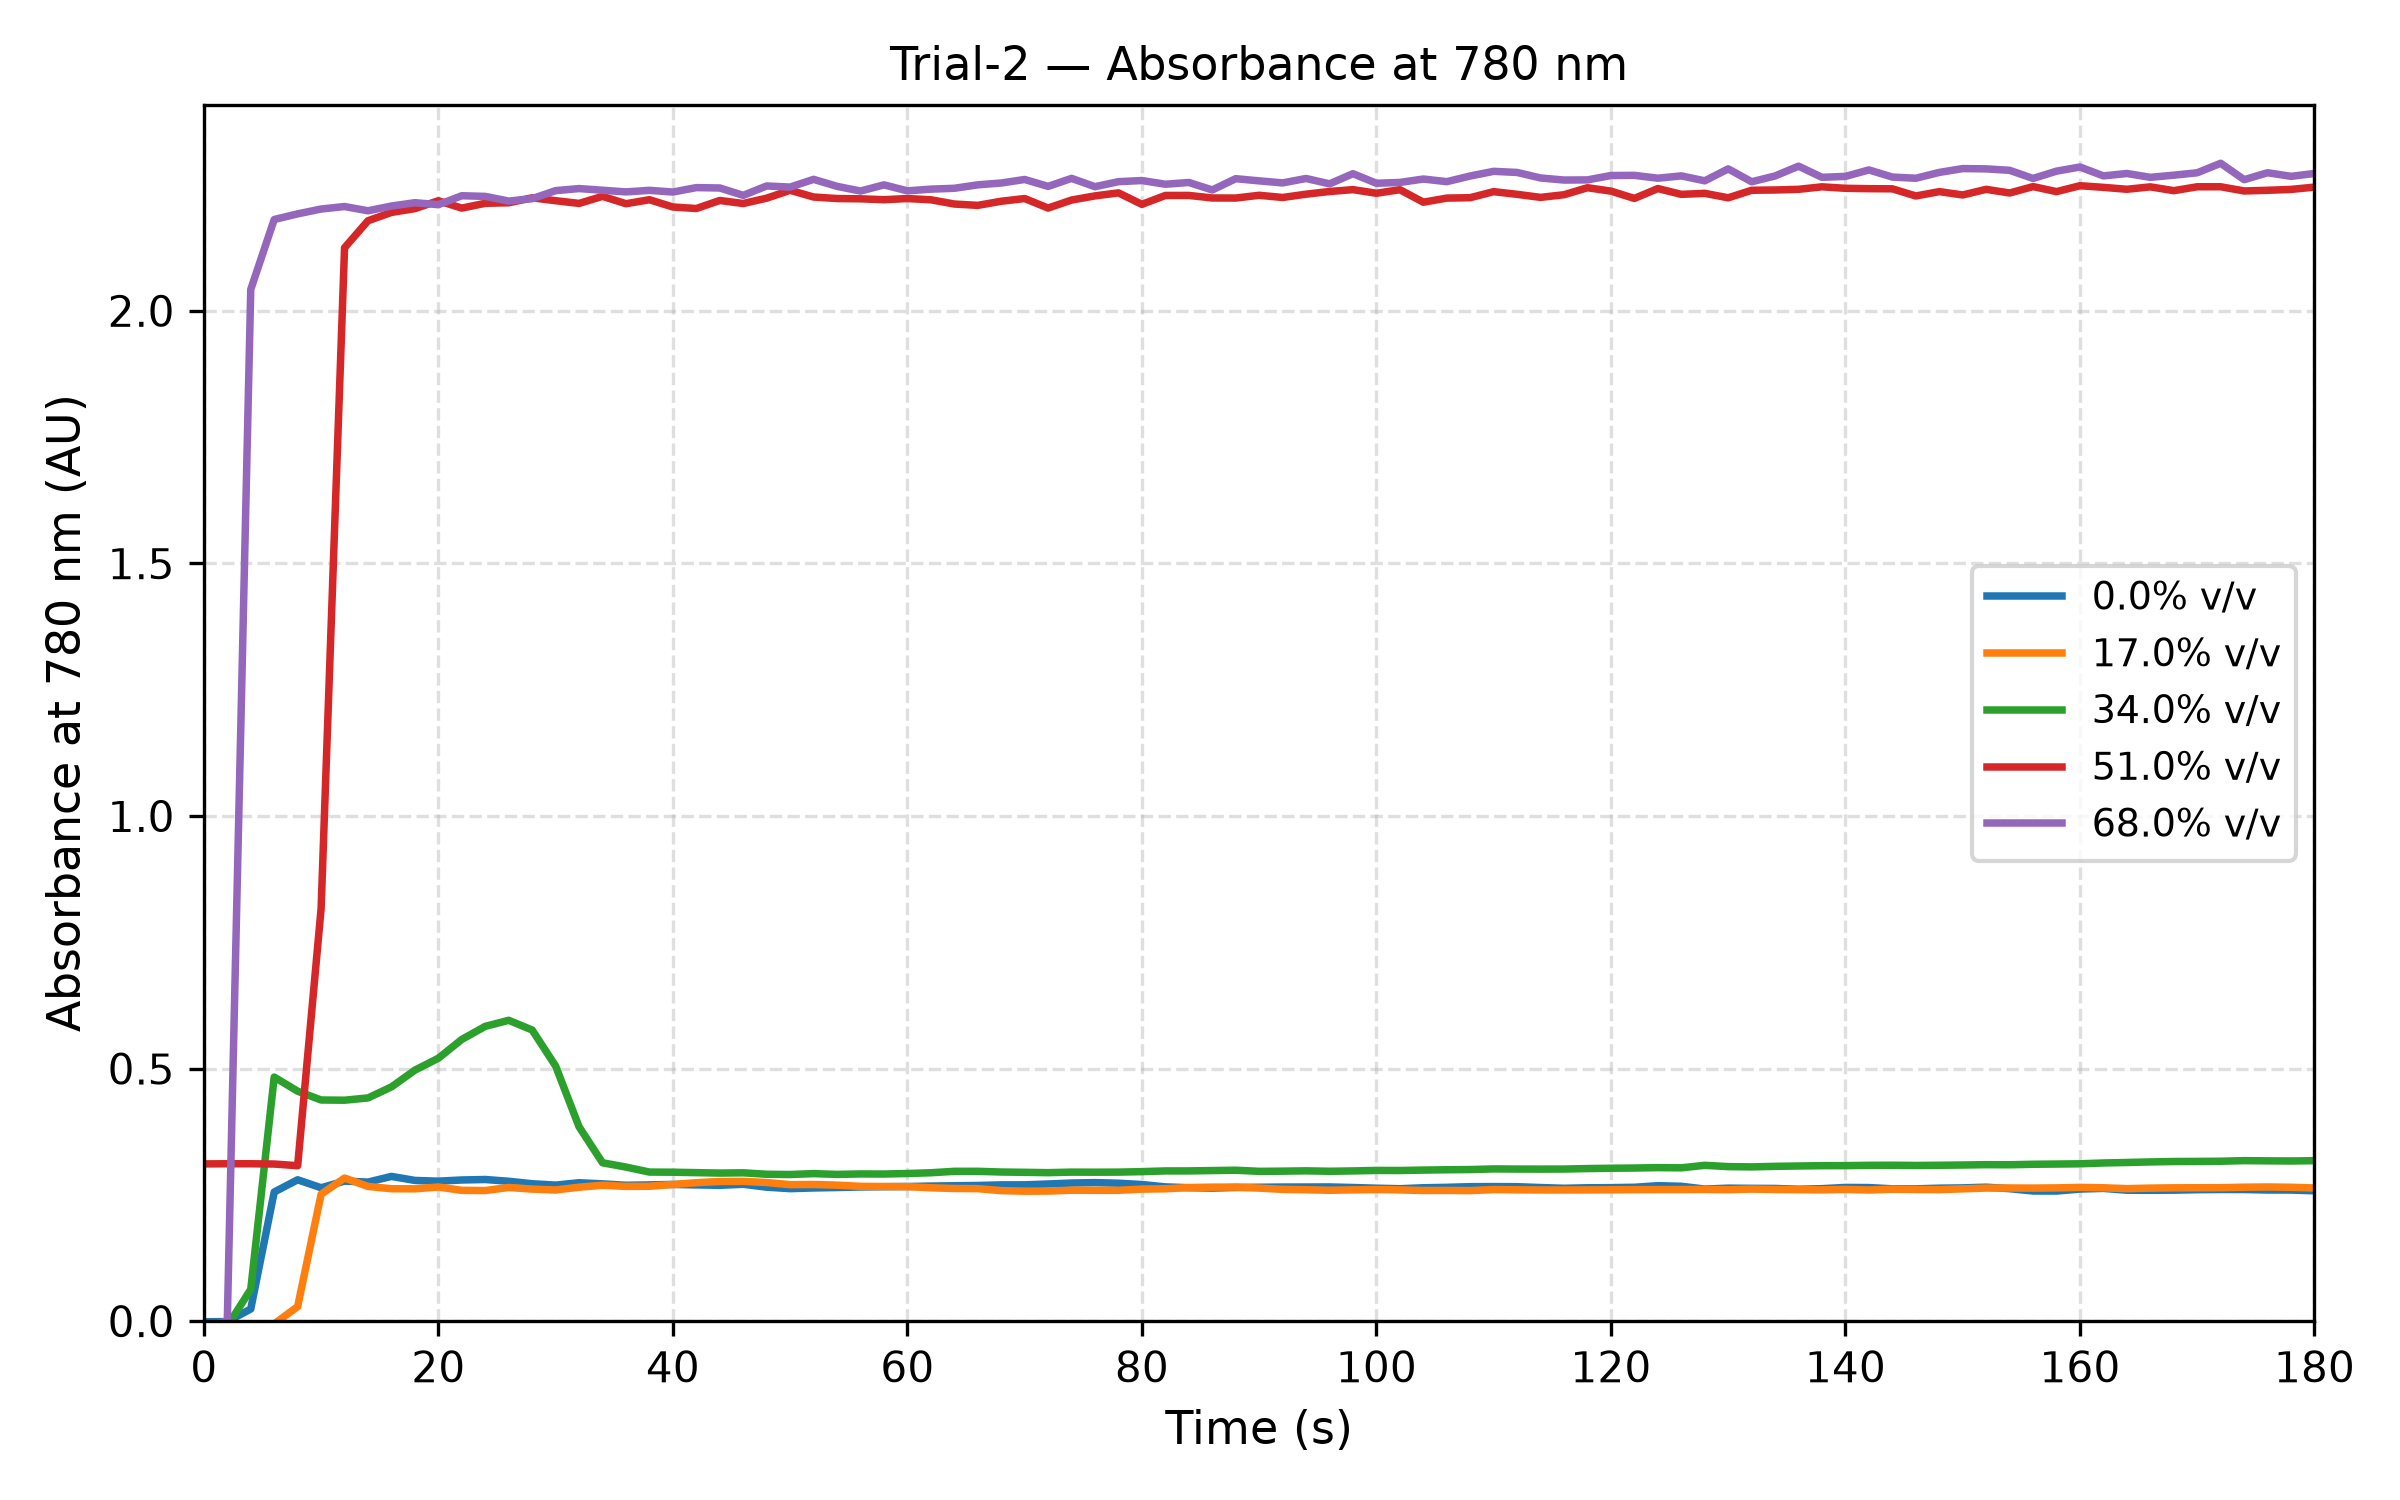 Trial-2 — Absorbance at 780 nm
Absorbance at 780 nm (AU)
2.0
1.5
1.0
0.5
0.0
0.0% v/v
17.0% v/v
34.0% v/v
51.0% v/v
68.0% v/v
0 20 40 60 80 100 120 140 160 180
Time (s)